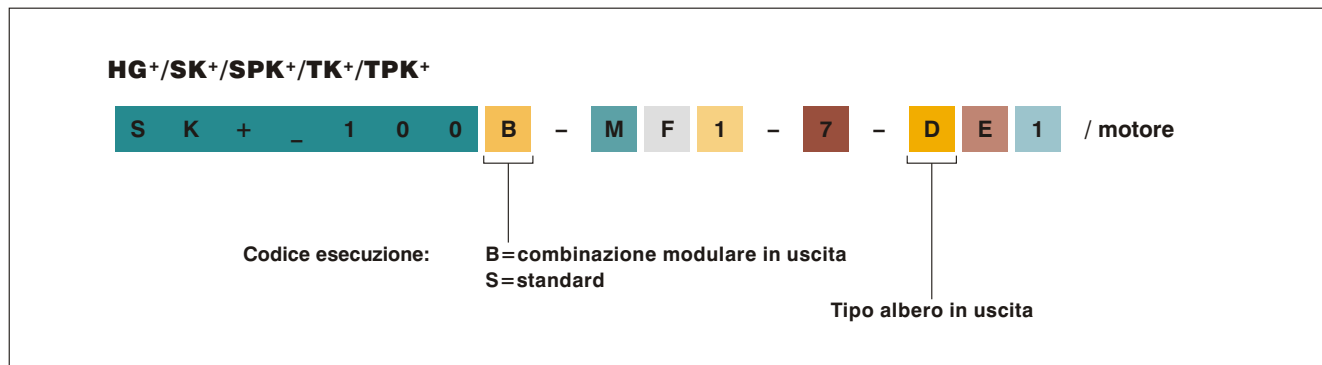 HG+/SK+/SPK+/TK+/TPK+
S K + _ 1 0 0 B – M F 1 – 7 – D E 1 / motore
Codice esecuzione: B=combinazione modulare in uscita
S=standard
Tipo albero in uscita